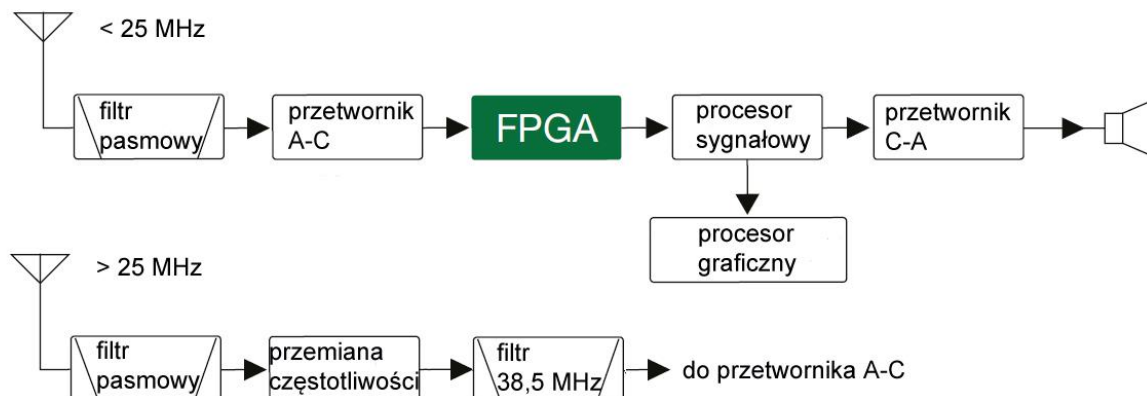 < 25 MHz
filtr
pasmowy
przetwornik
A-C
FPGA
procesor
sygnałowy
przetwornik
C-A
procesor
graficzny
> 25 MHz
filtr
pasmowy
przemiana
częstotliwości
filtr
38,5 MHz
do przetwornika A-C